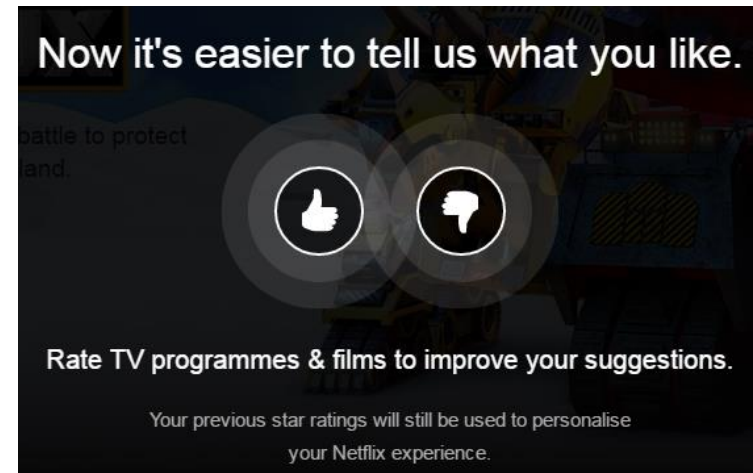 Now it's easier to tell us what you like.
battle to protect
land.
Rate TV programmes & films to improve your suggestions.
Your previous star ratings will still be used to personalise
your Netflix experience.